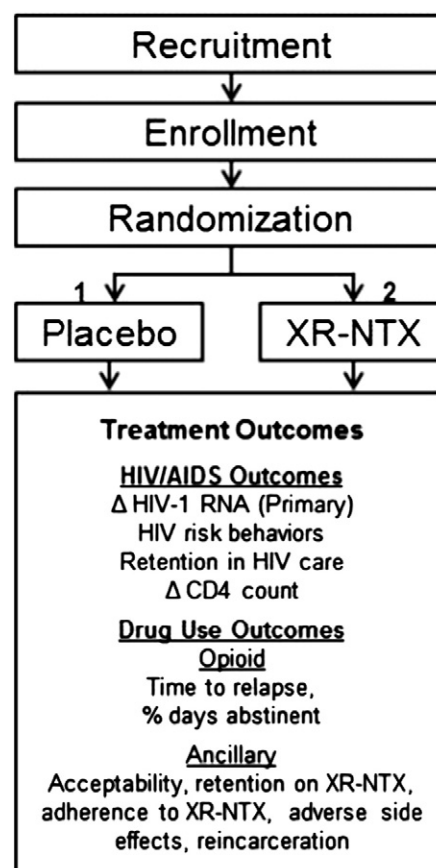 Recruitment
Enrollment
Randomization
1 2
Placebo XR-NTX
Treatment Outcomes
HIV/AIDS Outcomes
Δ HIV-1 RNA (Primary)
HIV risk behaviors
Retention in HIV care
Δ CD4 count
Drug Use Outcomes
Opioid
Time to relapse,
% days abstinent
Ancillary
Acceptability, retention on XR-NTX,
adherence to XR-NTX, adverse side
effects, reincarceration